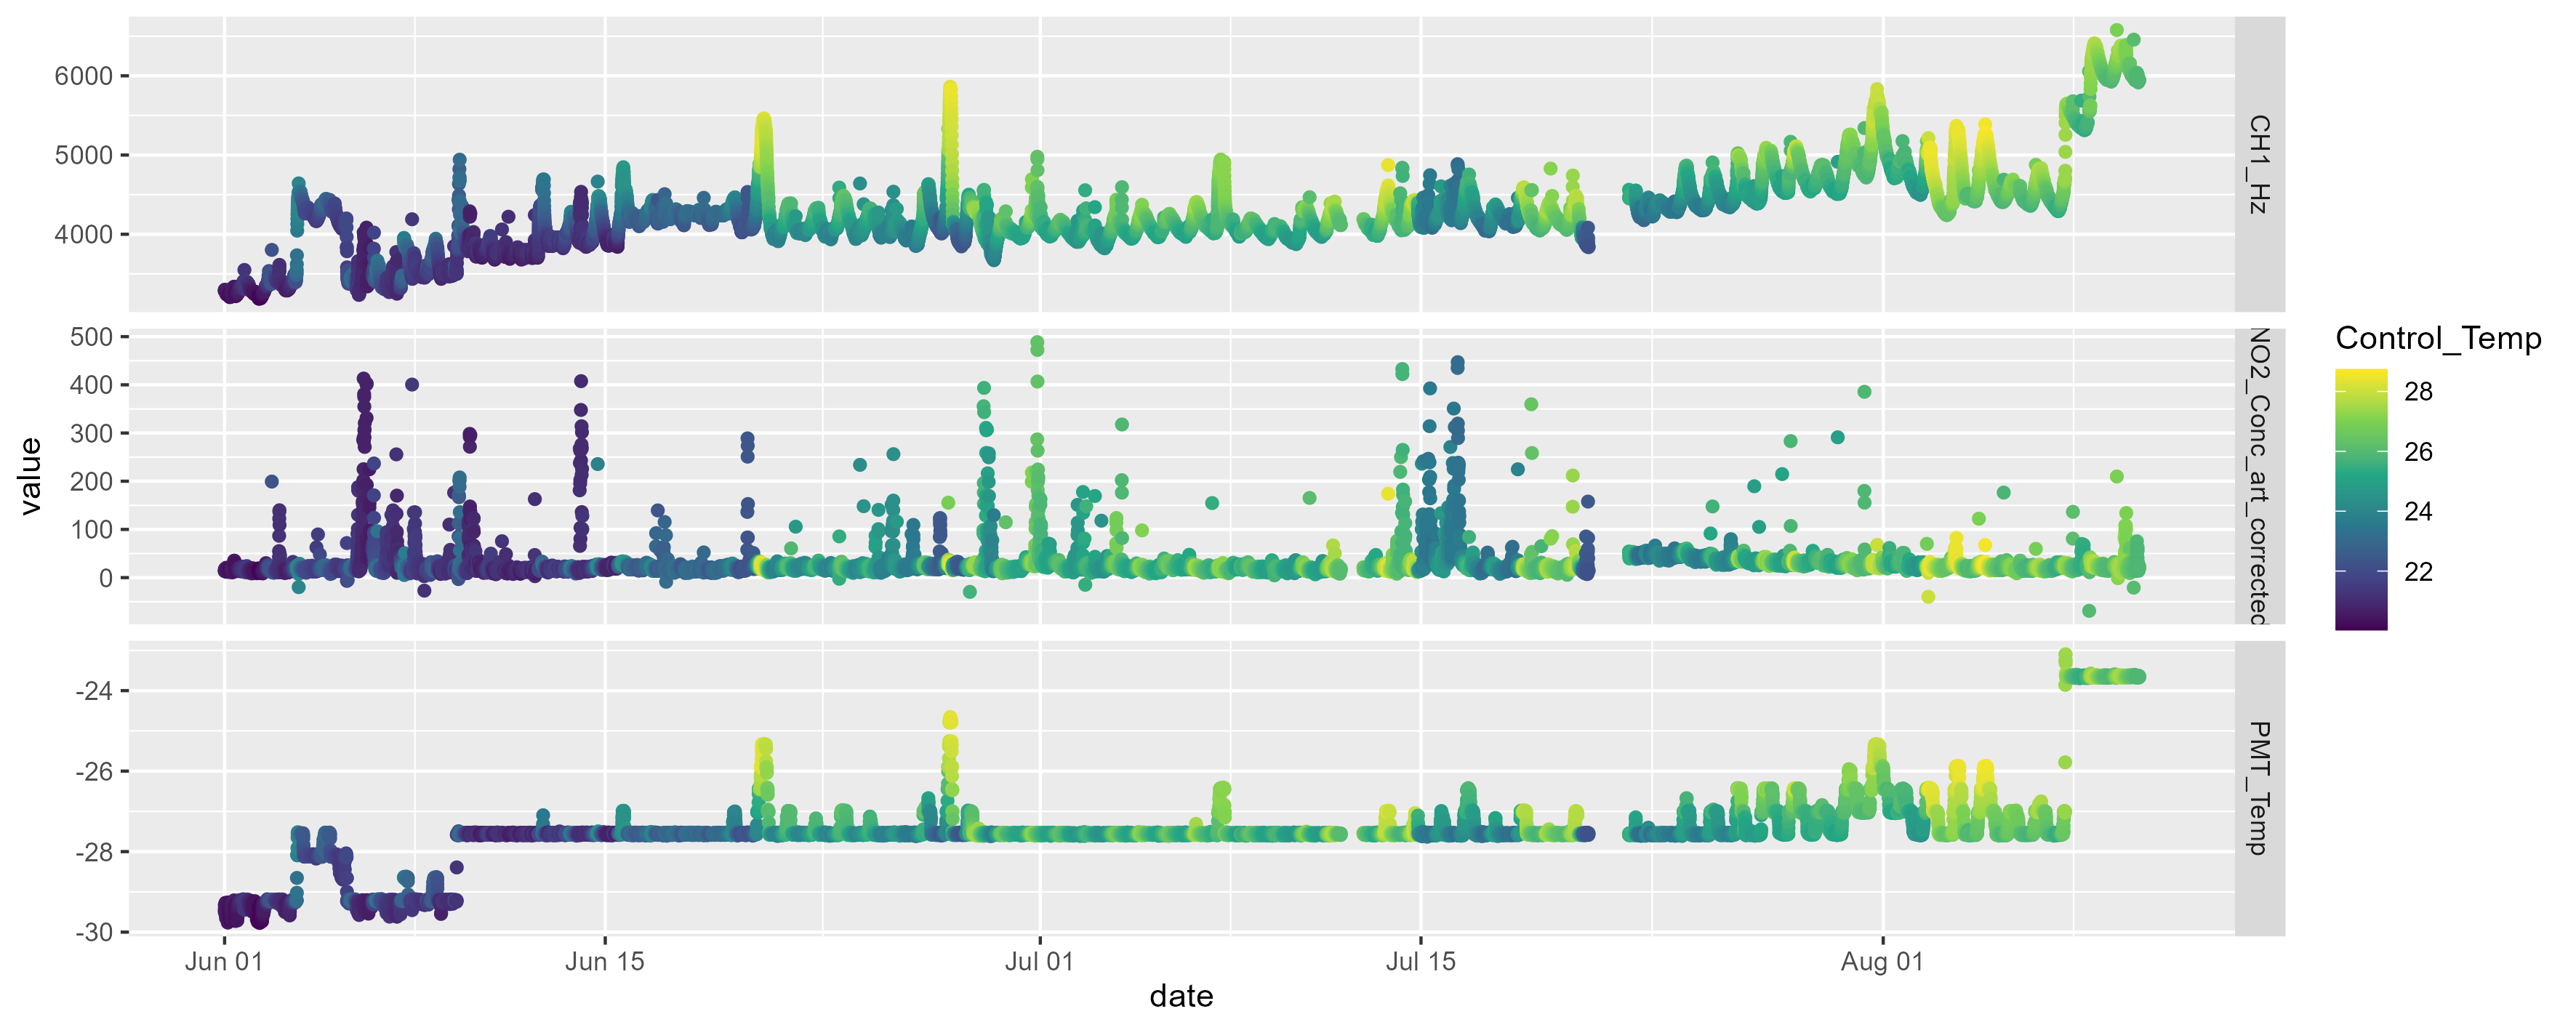 6000
5000
4000
CH1_Hz
500
400
300
200
100
0
NO2_Conc_art_corrected
-24
-26
-28
-30
PMT_Temp
Jun 01 Jun 15 Jul 01 Jul 15 Aug 01
date
value
Control_Temp
28
26
24
22